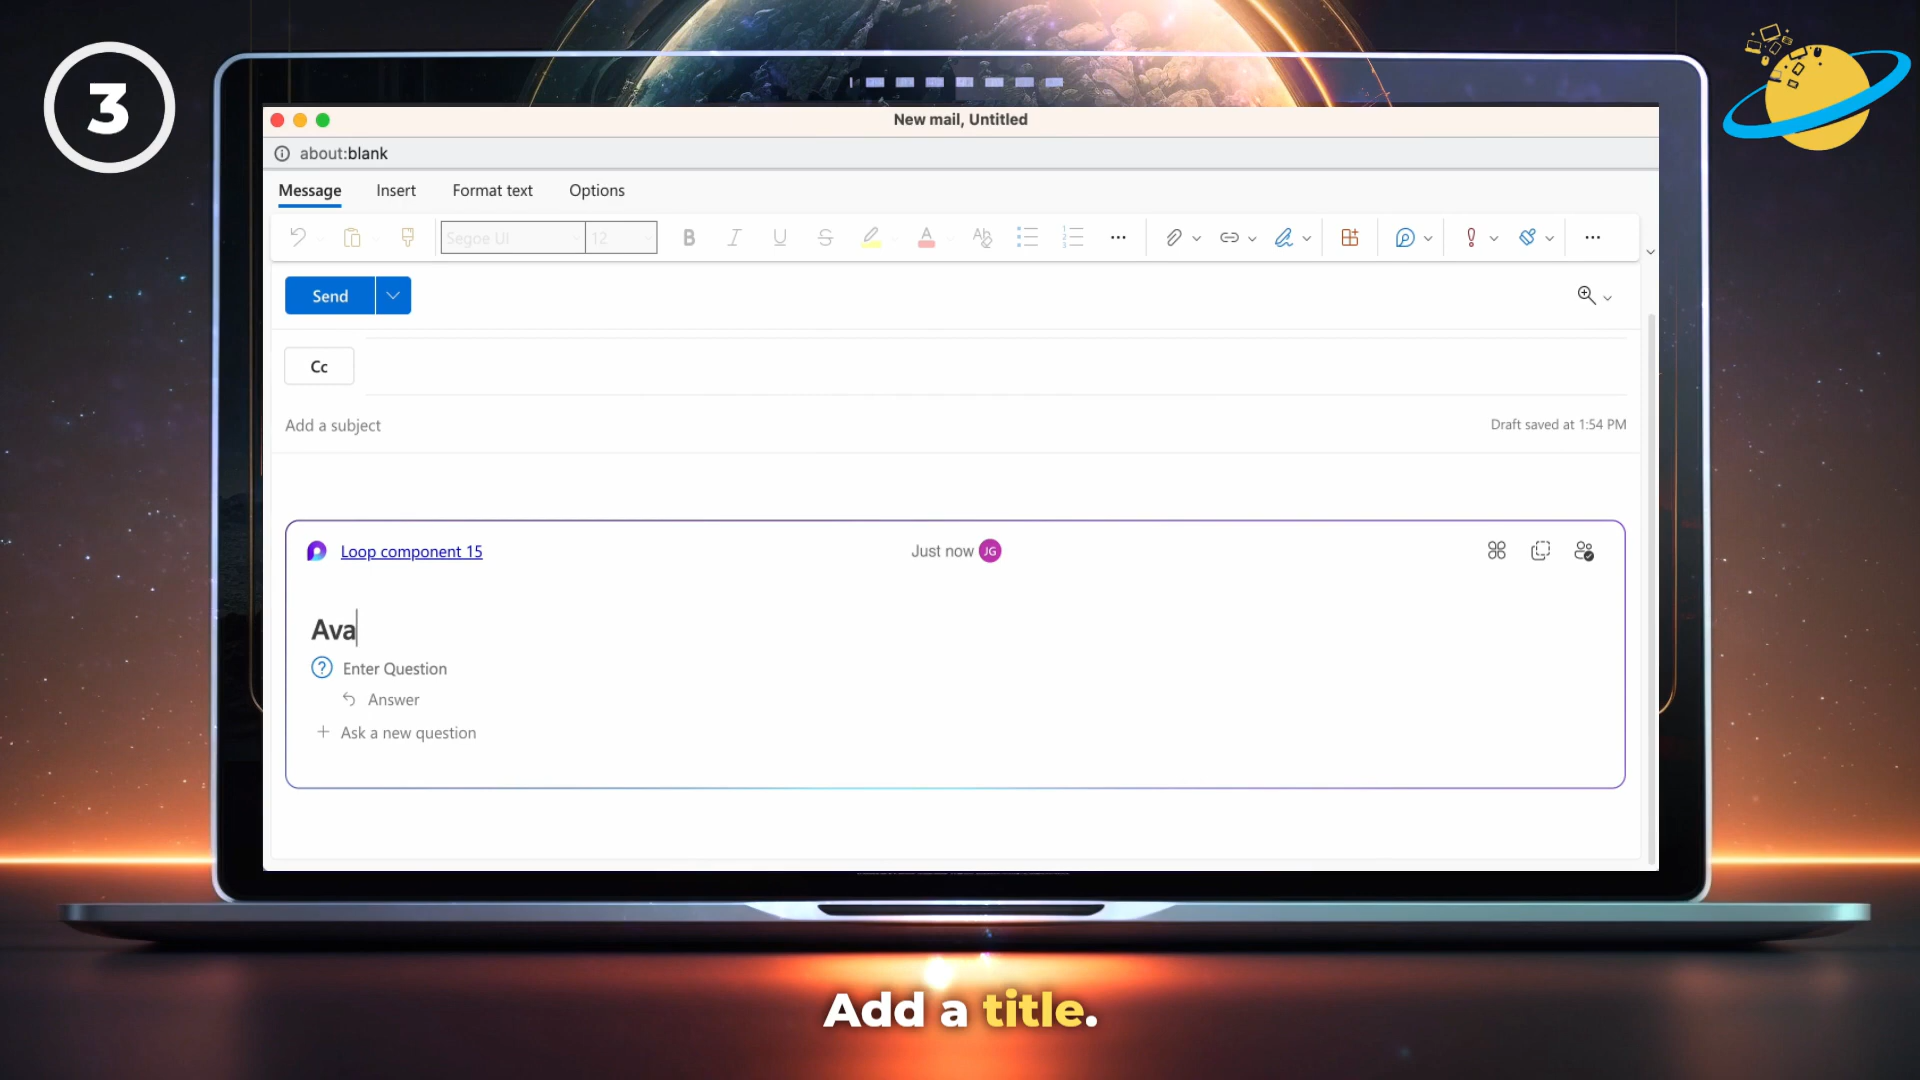 3
New mail, Untitled
about:blank
Message Insert Format text Options
Segoe UI 12
Send
Cc
Add a subject Draft saved at 1:54 PM
Loop component 15 Just now JG
Ava
Enter Question
Answer
+ Ask a new question
Add a title.